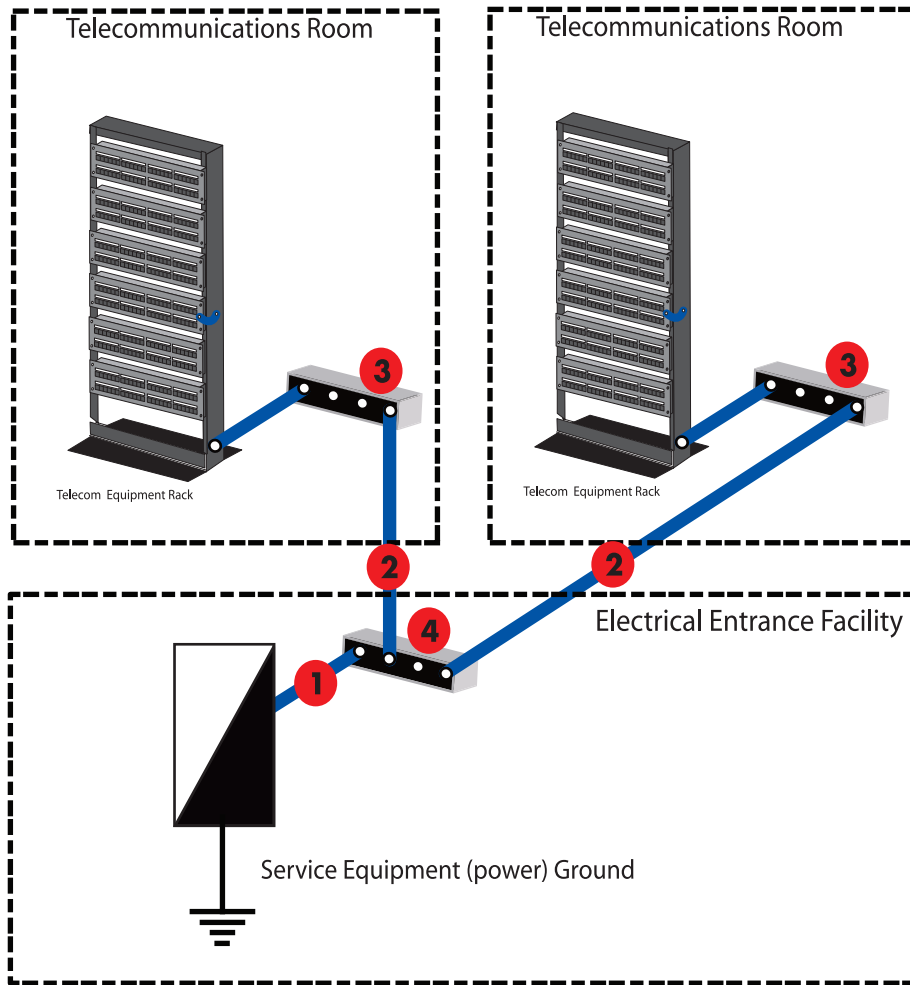 Telecommunications Room
Telecommunications Room
3
3
Telecom Equipment Rack
Telecom Equipment Rack
2
2
Electrical Entrance Facility
4
1
Service Equipment (power) Ground